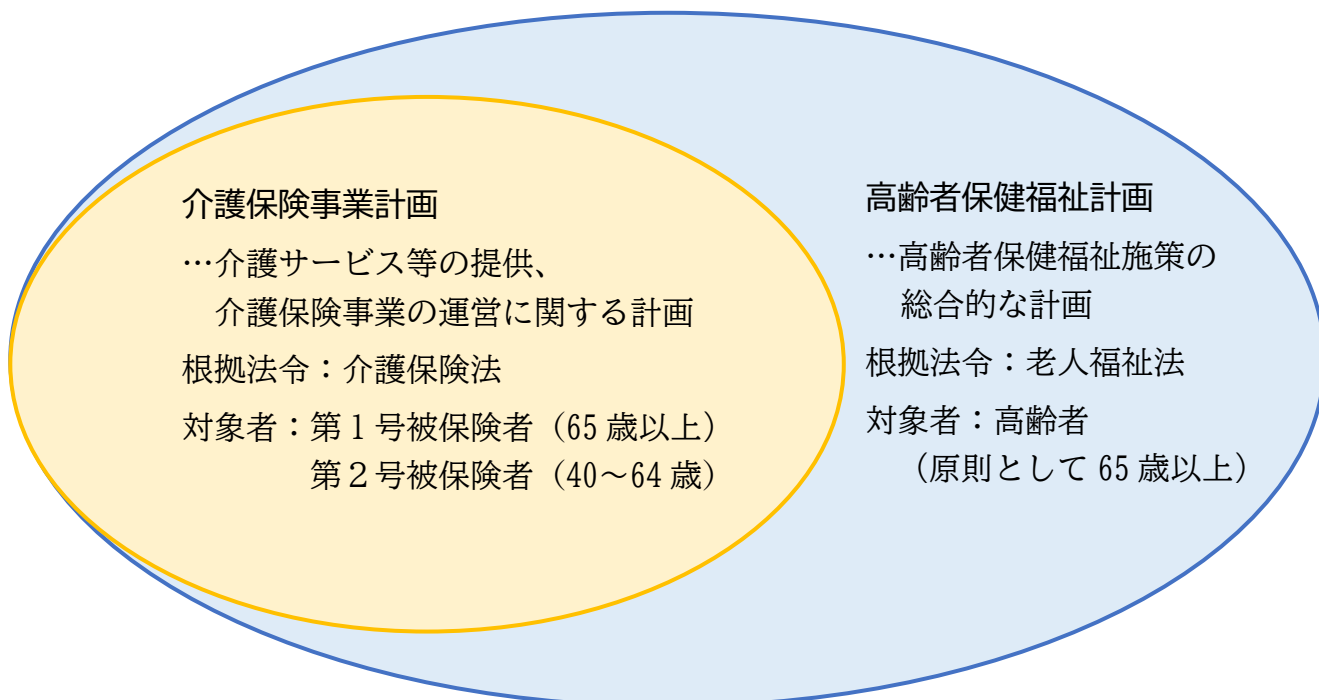 介護保険事業計画
…介護サービス等の提供、
介護保険事業の運営に関する計画
根拠法令：介護保険法
対象者：第１号被保険者（65 歳以上）
第２号被保険者（40～64 歳）
高齢者保健福祉計画
…高齢者保健福祉施策の
総合的な計画
根拠法令：老人福祉法
対象者：高齢者
（原則として 65 歳以上）